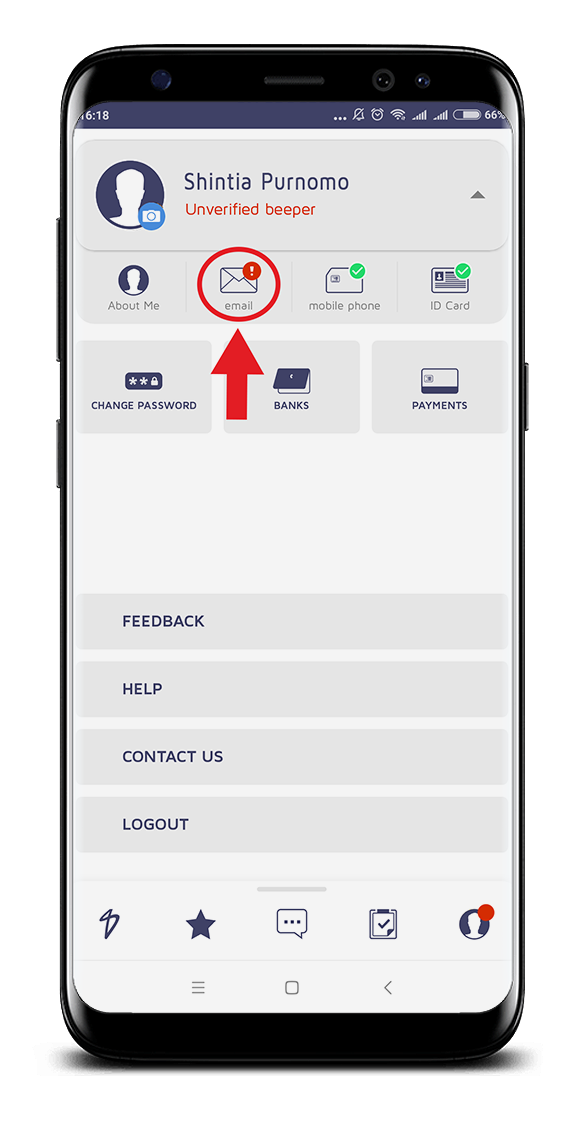 16:18
... 66%
Shintia Purnomo
Unverified beeper
About Me
email
mobile phone
ID Card
CHANGE PASSWORD
BANKS
PAYMENTS
FEEDBACK
HELP
CONTACT US
LOGOUT